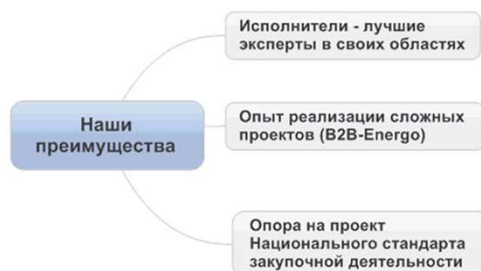 Исполнители - лучшие
эксперты в своих областях
Наши
преимущества
Опыт реализации сложных
проектов (B2B-Energo)
Опора на проект
Национального стандарта
закупочной деятельности